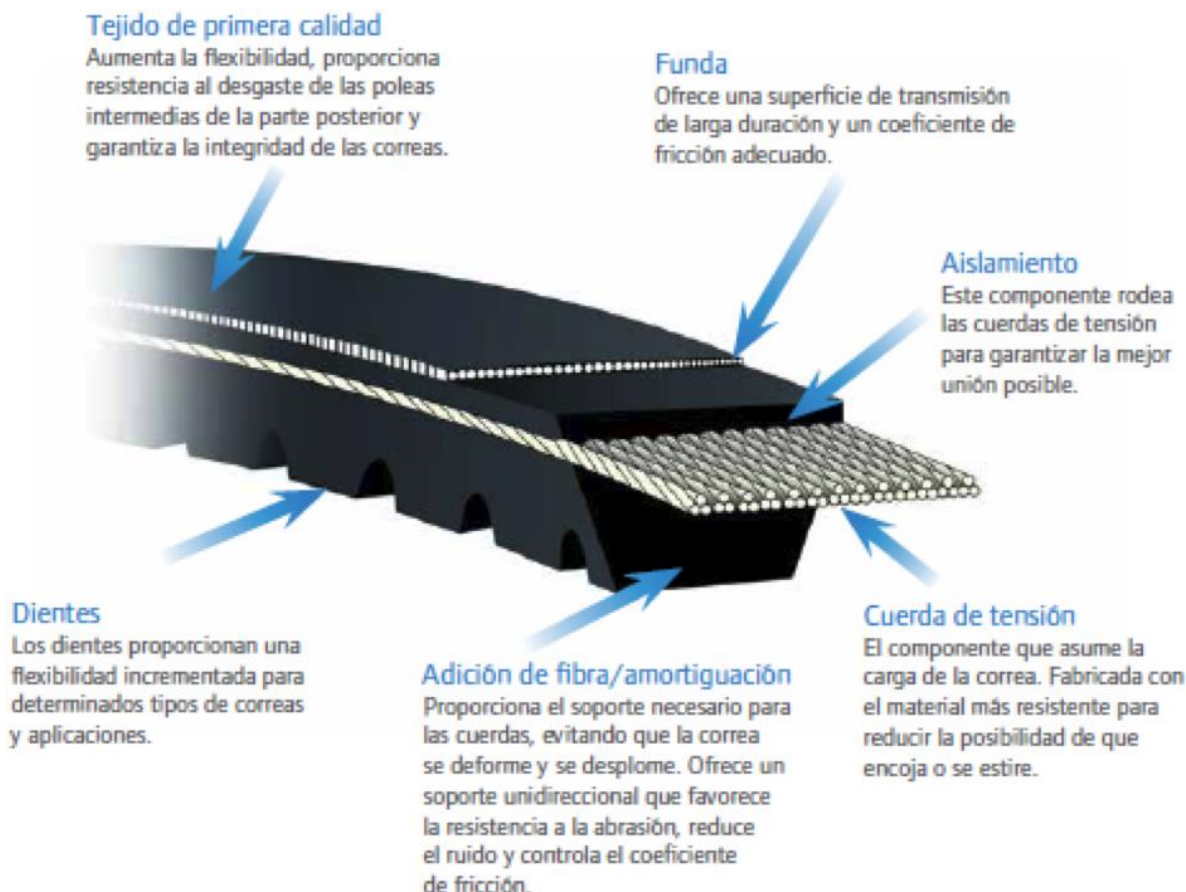 Tejido de primera calidad
Aumenta la flexibilidad, proporciona
resistencia al desgaste de las poleas
intermedias de la parte posterior y
garantiza la integridad de las correas.
Funda
Ofrece una superficie de transmisión
de larga duración y un coeficiente de
fricción adecuado.
Aislamiento
Este componente rodea
las cuerdas de tensión
para garantizar la mejor
unión posible.
Dientes
Los dientes proporcionan una
flexibilidad incrementada para
determinados tipos de correas
y aplicaciones.
Adición de fibra/amortiguación
Proporciona el soporte necesario para
las cuerdas, evitando que la correa
se deforme y se desplome. Ofrece un
soporte unidireccional que favorece
la resistencia a la abrasión, reduce
el ruido y controla el coeficiente
de fricción.
Cuerda de tensión
El componente que asume la
carga de la correa. Fabricada con
el material más resistente para
reducir la posibilidad de que
encoja o se estire.